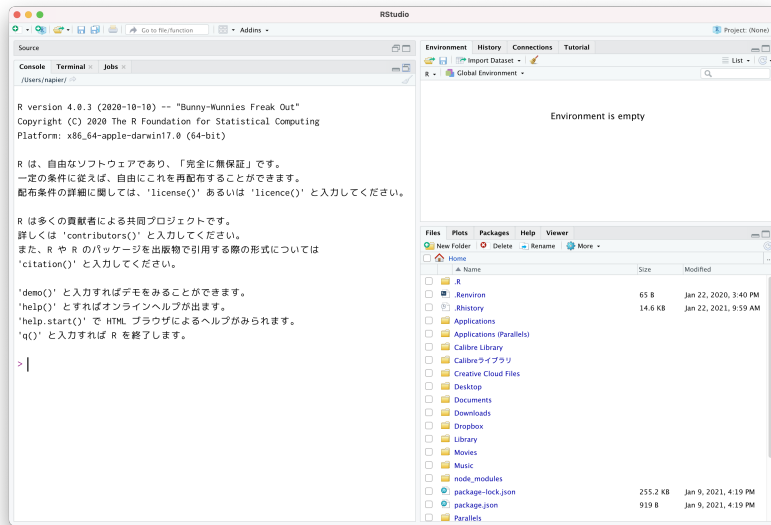 RStudio
Go to file/function
Addins
Project: (None)
Source
Console Terminal Jobs
/Users/napier/
R version 4.0.3 (2020-10-10) -- "Bunny-Wunnies Freak Out"
Copyright (C) 2020 The R Foundation for Statistical Computing
Platform: x86_64-apple-darwin17.0 (64-bit)
R は、自由なソフトウェアであり、「完全に無保証」です。
一定の条件に従えば、自由にこれを再配布することができます。
配布条件の詳細に関しては、'license()' あるいは 'licence()' と入力してください。
R は多くの貢献者による共同プロジェクトです。
詳しくは 'contributors()' と入力してください。
また、R や R のパッケージを出版物で引用する際の形式については
'citation()' と入力してください。
'demo()' と入力すればデモをみることができます。
'help()' とすればオンラインヘルプが出ます。
'help.start()' で HTML ブラウザによるヘルプがみられます。
'q()' と入力すれば R を終了します。
>
Environment History Connections Tutorial
Import Dataset
List
R Global Environment
Environment is empty
Files Plots Packages Help Viewer
New Folder Delete Rename More
Home
Name Size Modified
.R
.Renviron 65 B Jan 22, 2020, 3:40 PM
.Rhistory 14.6 KB Jan 22, 2021, 9:59 AM
Applications
Applications (Parallels)
Calibre Library
Calibreライブラリ
Creative Cloud Files
Desktop
Documents
Downloads
Dropbox
Library
Movies
Music
node_modules
package-lock.json 255.2 KB Jan 9, 2021, 4:19 PM
package.json 919 B Jan 9, 2021, 4:19 PM
Parallels